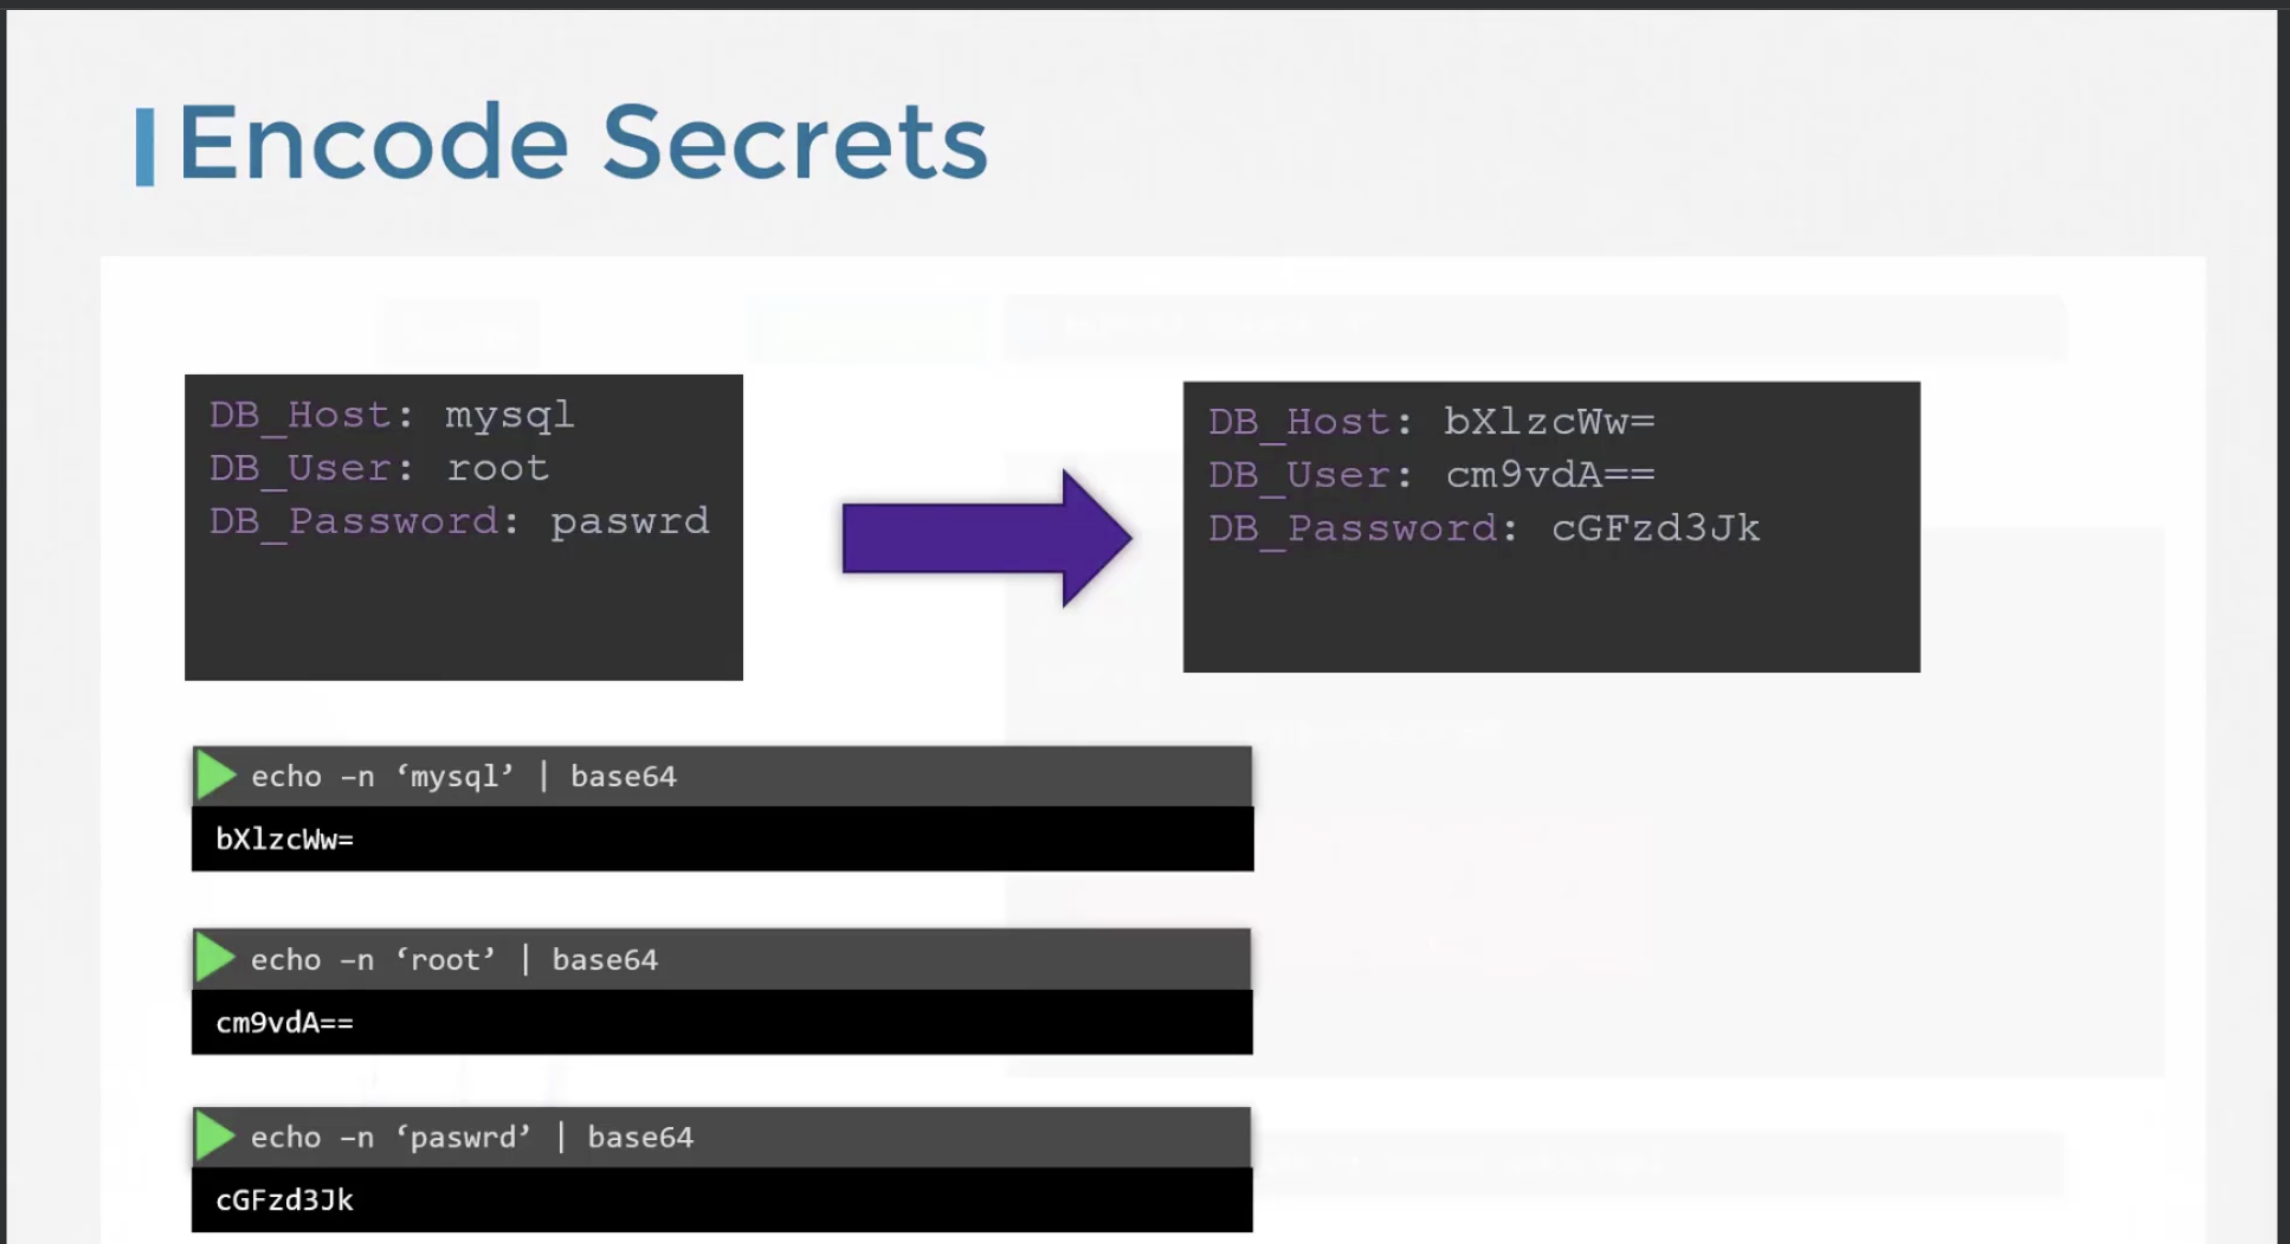 Encode Secrets
DB_Host: mysql
DB_User: root
DB_Password: paswrd
DB_Host: bXlzcWw=
DB_User: cm9vdA==
DB_Password: cGFzd3Jk
echo –n ‘mysql’ | base64
bXlzcWw=
echo –n ‘root’ | base64
cm9vdA==
echo –n ‘paswrd’ | base64
cGFzd3Jk